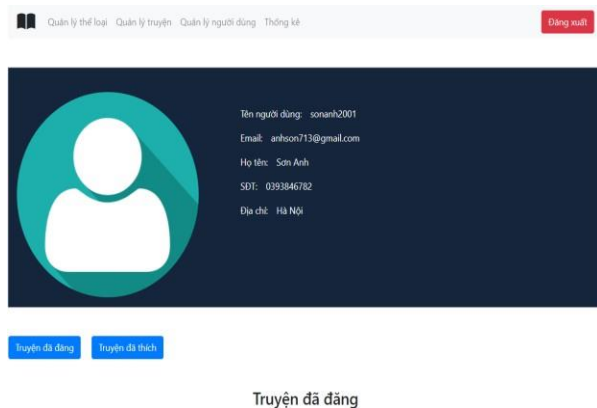 Quản lý thể loại Quản lý truyện Quản lý người dùng Thống kê Đăng xuất
Tên người dùng: sonanh2001
Email: anhson713@gmail.com
Họ tên: Sơn Anh
SĐT: 0393846782
Địa chỉ: Hà Nội
Truyện đã đăng Truyện đã thích
Truyện đã đăng